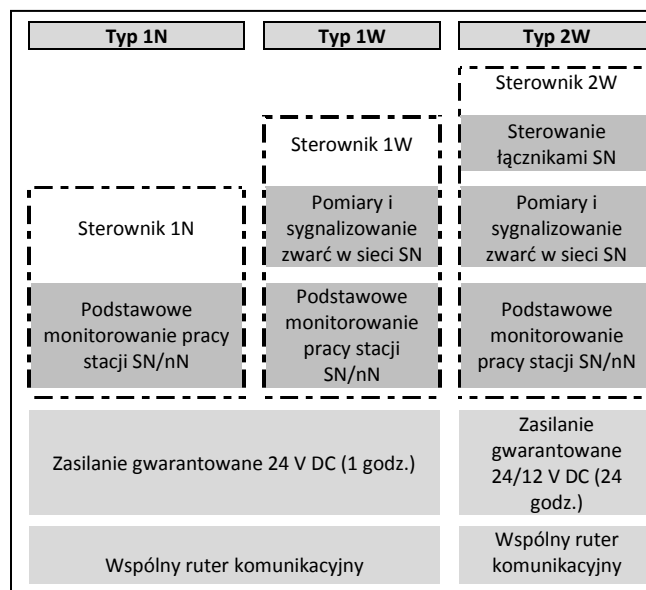 Typ 1N
Typ 1W
Typ 2W
Sterownik 1N
Podstawowe
monitorowanie pracy
stacji SN/nN
Sterownik 1W
Pomiary i
sygnalizowanie
zwarć w sieci SN
Podstawowe
monitorowanie
pracy stacji
SN/nN
Sterownik 2W
Sterowanie
łącznikami SN
Pomiary i
sygnalizowanie
zwarć w sieci SN
Podstawowe
monitorowanie
pracy stacji SN/nN
Zasilanie gwarantowane 24 V DC (1 godz.)
Zasilanie
gwarantowane
24/12 V DC (24
godz.)
Wspólny ruter komunikacyjny
Wspólny ruter
komunikacyjny